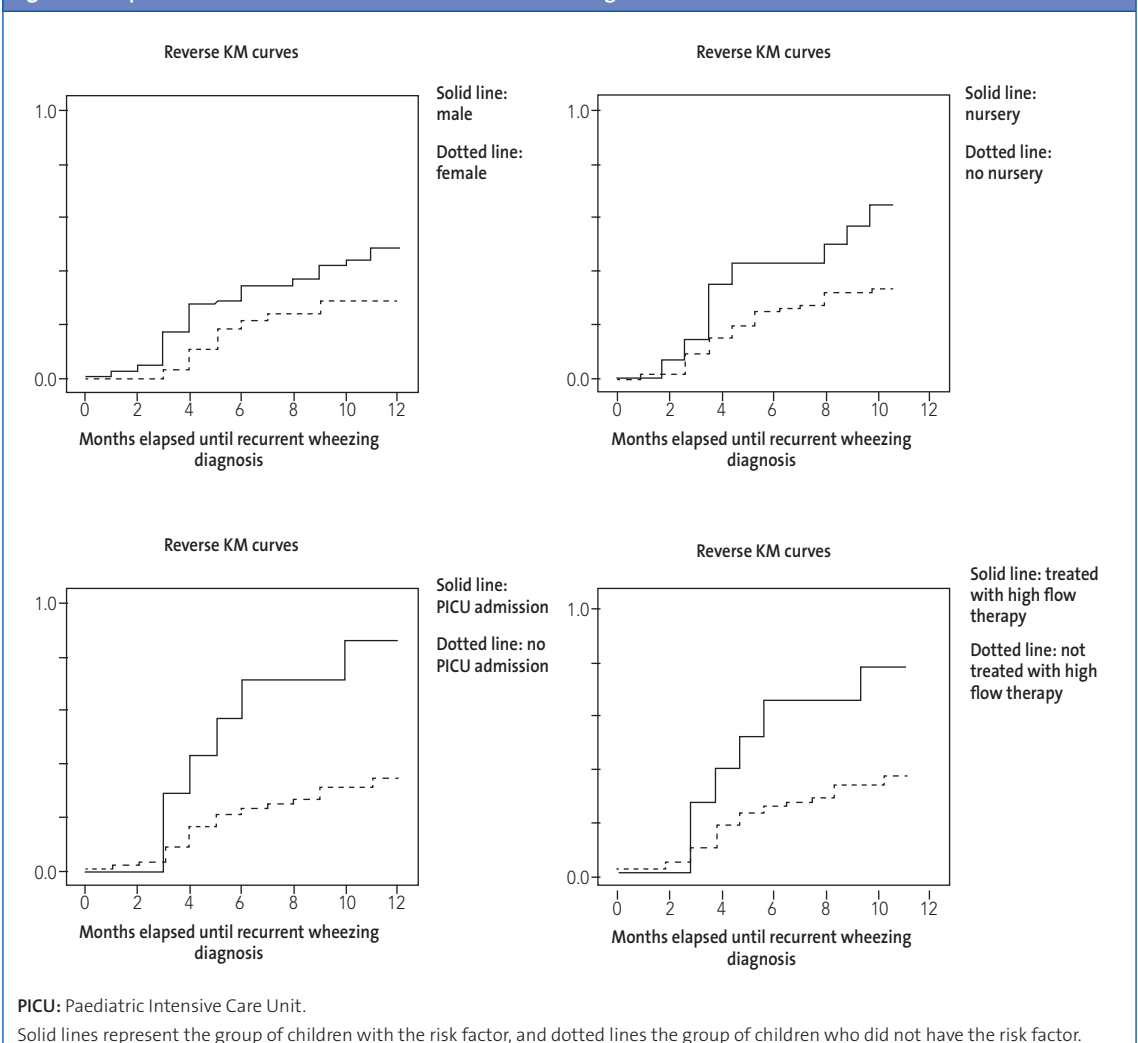 Reverse KM curves
Solid line:
male
Dotted line:
female
1.0
0.0
0 2 4 6 8 10 12
Months elapsed until recurrent wheezing
diagnosis
Reverse KM curves
Solid line:
nursery
Dotted line:
no nursery
1.0
0.0
0 2 4 6 8 10 12
Months elapsed until recurrent wheezing
diagnosis
Reverse KM curves
Solid line:
PICU admission
Dotted line: no
PICU admission
1.0
0.0
0 2 4 6 8 10 12
Months elapsed until recurrent wheezing
diagnosis
Reverse KM curves
Solid line: treated
with high flow
therapy
Dotted line: not
treated with high
flow therapy
1.0
0.0
0 2 4 6 8 10 12
Months elapsed until recurrent wheezing
diagnosis
PICU: Paediatric Intensive Care Unit.
Solid lines represent the group of children with the risk factor, and dotted lines the group of children who did not have the risk factor.